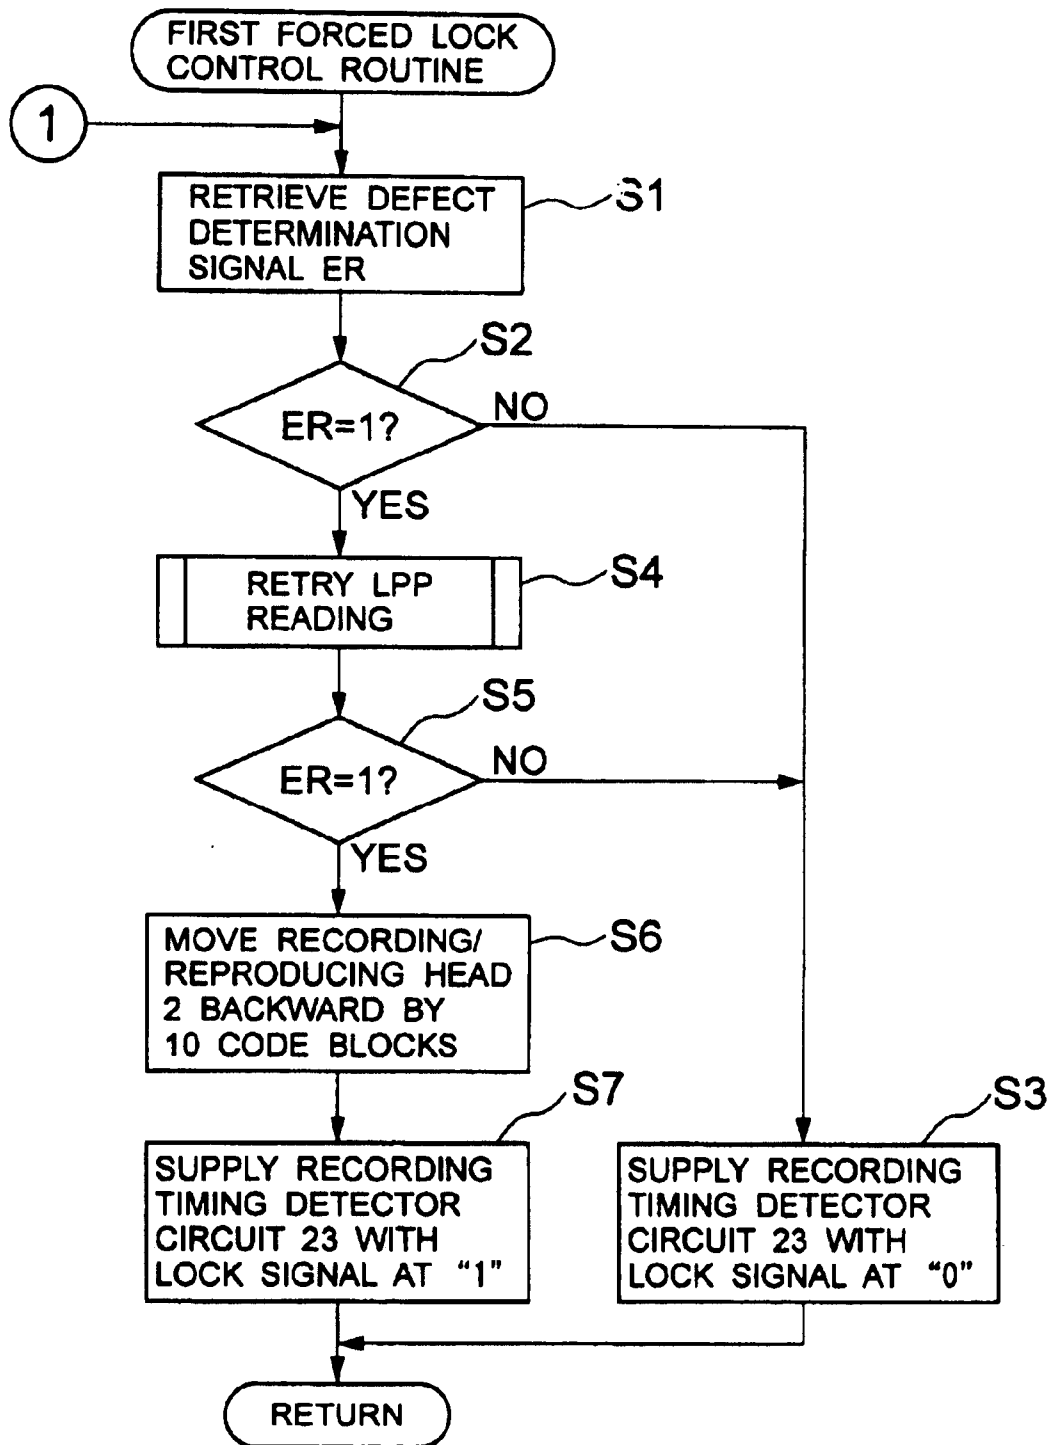 FIRST FORCED LOCK
CONTROL ROUTINE
1
RETRIEVE DEFECT
DETERMINATION
SIGNAL ER
S1
S2
ER=1?
NO
YES
RETRY LPP
READING
S4
S5
ER=1?
NO
YES
MOVE RECORDING/
REPRODUCING HEAD
2 BACKWARD BY
10 CODE BLOCKS
S6
S7
SUPPLY RECORDING
TIMING DETECTOR
CIRCUIT 23 WITH
LOCK SIGNAL AT “1”
S3
SUPPLY RECORDING
TIMING DETECTOR
CIRCUIT 23 WITH
LOCK SIGNAL AT “0”
RETURN